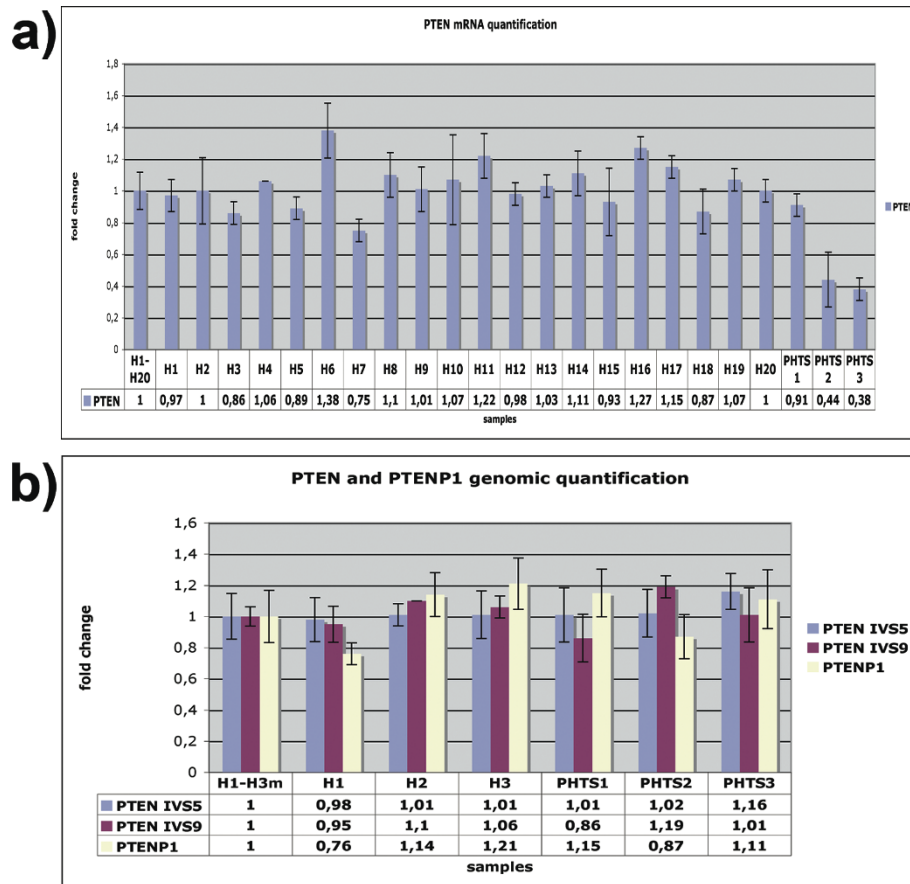 a)
PTEN mRNA quantification
fold change
1,8
1,6
1,4
1,2
1
0,8
0,6
0,4
0,2
0
H1-H20 H1 H2 H3 H4 H5 H6 H7 H8 H9 H10 H11 H12 H13 H14 H15 H16 H17 H18 H19 H20 PHTS 1 PHTS 2 PHTS 3
PTEN 1 0,97 1 0,86 1,06 0,89 1,38 0,75 1,1 1,01 1,07 1,22 0,98 1,03 1,11 0,93 1,27 1,15 0,87 1,07 1 0,91 0,44 0,38
samples
PTEN
b)
PTEN and PTENP1 genomic quantification
fold change
1,6
1,4
1,2
1
0,8
0,6
0,4
0,2
0
PTEN IVS5
PTEN IVS9
PTENP1
H1-H3m H1 H2 H3 PHTS1 PHTS2 PHTS3
PTEN IVS5 1 0,98 1,01 1,01 1,01 1,02 1,16
PTEN IVS9 1 0,95 1,1 1,06 0,86 1,19 1,01
PTENP1 1 0,76 1,14 1,21 1,15 0,87 1,11
samples